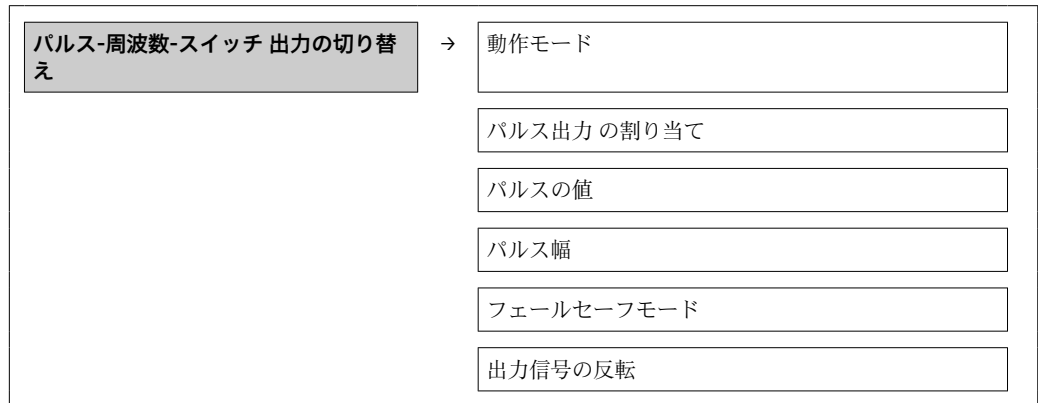 パルス-周波数-スイッチ 出力の切り替
え
→
動作モード
パルス出力 の割り当て
パルスの値
パルス幅
フェールセーフモード
出力信号の反転